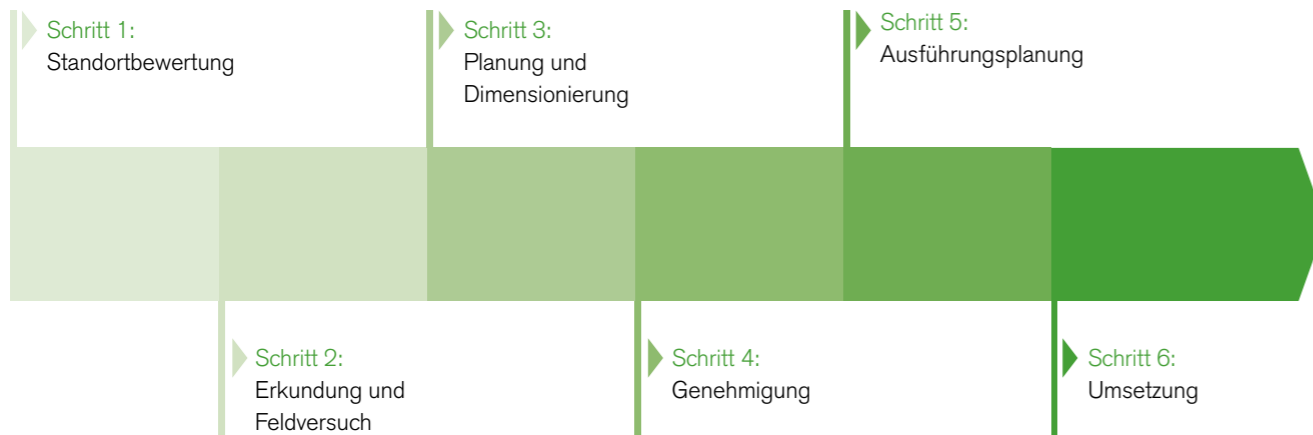 Schritt 1:
Standortbewertung
Schritt 2:
Erkundung und
Feldversuch
Schritt 3:
Planung und
Dimensionierung
Schritt 4:
Genehmigung
Schritt 5:
Ausführungsplanung
Schritt 6:
Umsetzung